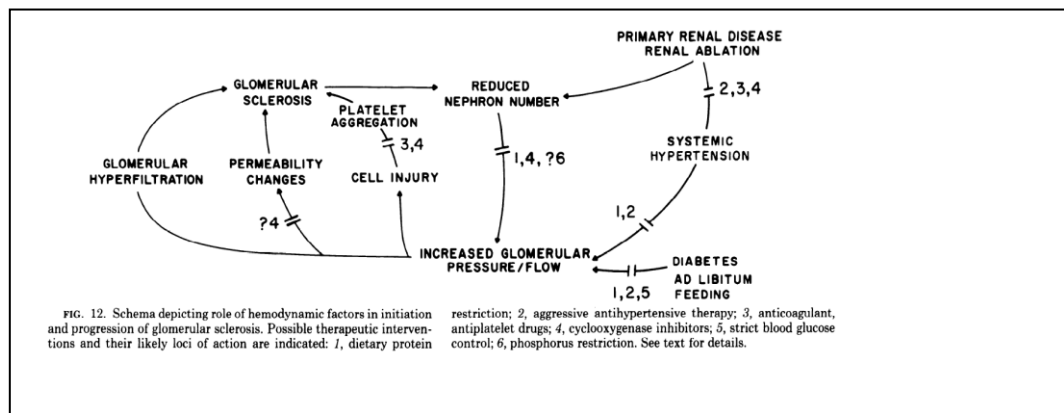 PRIMARY RENAL DISEASE
RENAL ABLATION
GLOMERULAR
SCLEROSIS
REDUCED
NEPHRON NUMBER
2,3,4
PLATELET
AGGREGATION
3,4
SYSTEMIC
HYPERTENSION
GLOMERULAR
HYPERFILTRATION
PERMEABILITY
CHANGES
CELL INJURY
1,4, ?6
?4
1,2
INCREASED GLOMERULAR
PRESSURE/FLOW
DIABETES
AD LIBITUM
FEEDING
1,2,5
FIG. 12. Schema depicting role of hemodynamic factors in initiation
and progression of glomerular sclerosis. Possible therapeutic interven-
tions and their likely loci of action are indicated: 1, dietary protein
restriction; 2, aggressive antihypertensive therapy; 3, anticoagulant,
antiplatelet drugs; 4, cyclooxygenase inhibitors; 5, strict blood glucose
control; 6, phosphorus restriction. See text for details.